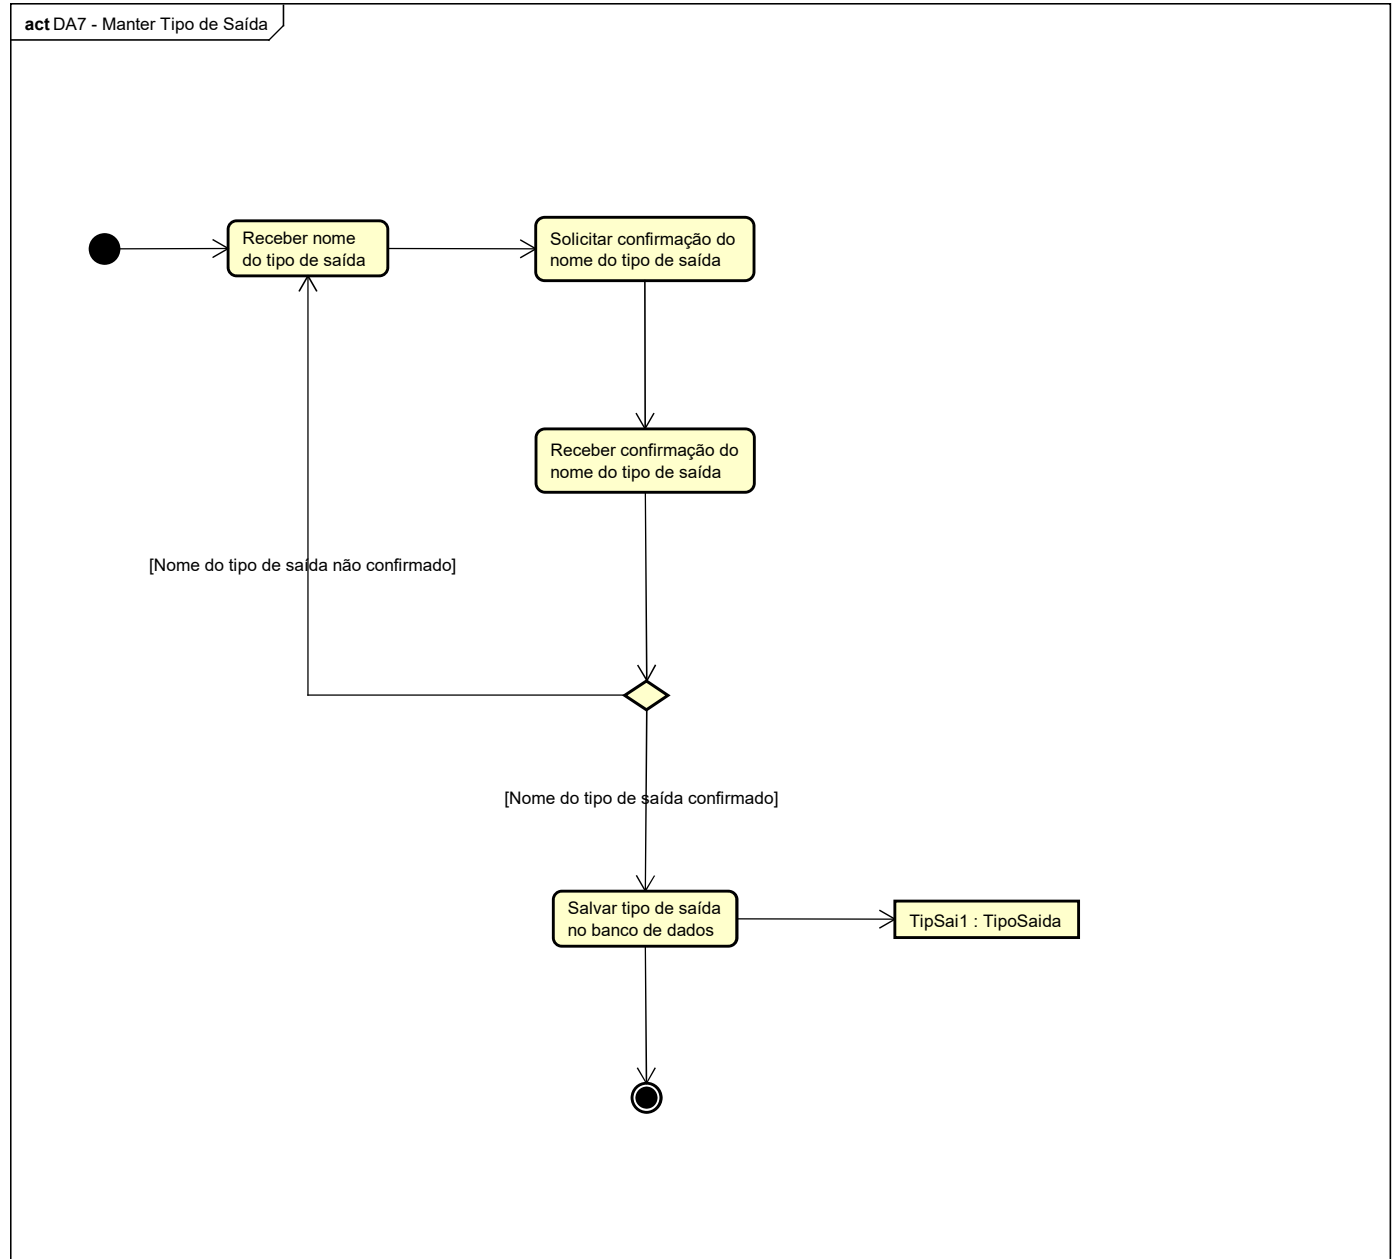 act DA7 - Manter Tipo de Saída
Receber nome
do tipo de saída
Solicitar confirmação do
nome do tipo de saída
Receber confirmação do
nome do tipo de saída
[Nome do tipo de saída não confirmado]
[Nome do tipo de saída confirmado]
Salvar tipo de saída
no banco de dados
TipSai1 : TipoSaida